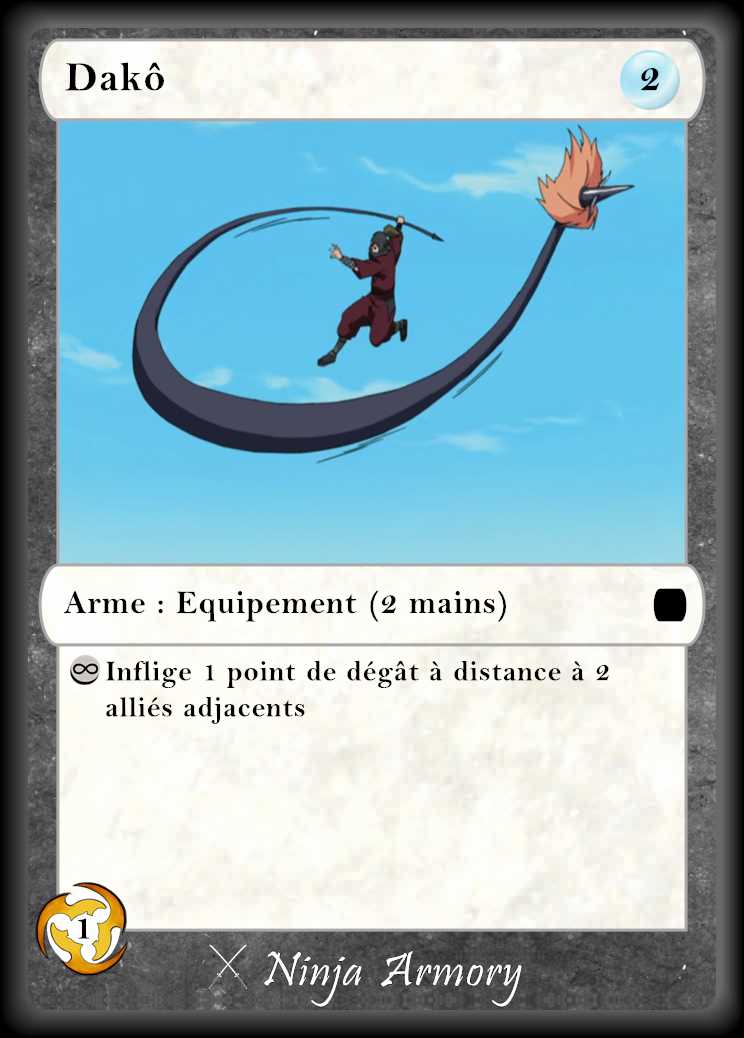 Dakô
2
Arme : Equipement (2 mains)
∞ Inflige 1 point de dégât à distance à 2
alliés adjacents
1
Ninja Armory